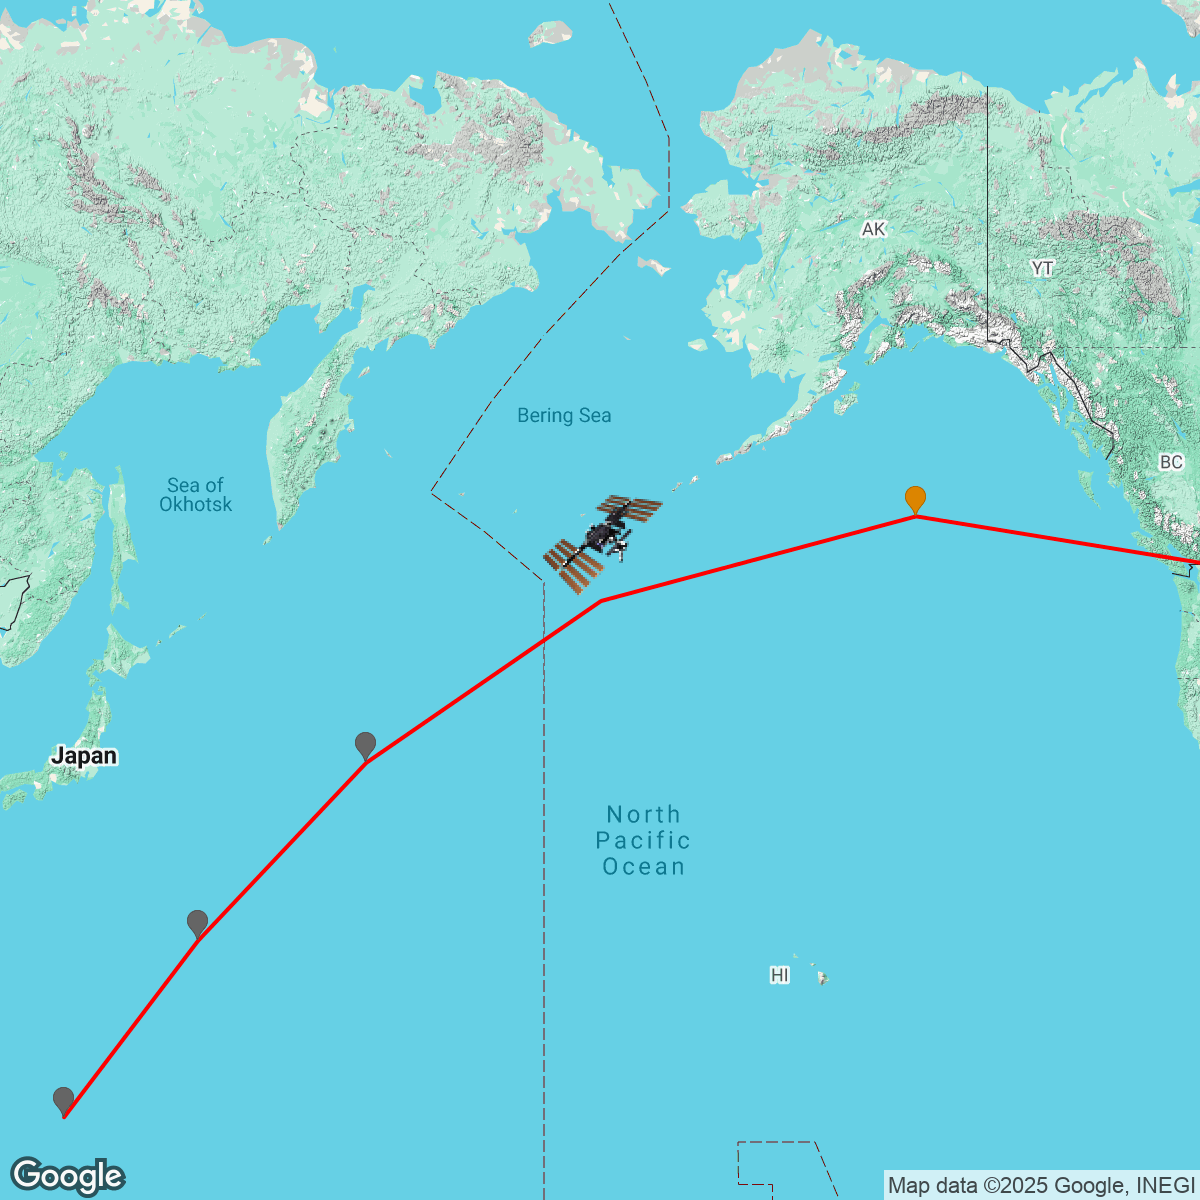 AK
YT
Bering Sea
BC
Sea of
Okhotsk
Japan
North
Pacific
Ocean
HI
Google
Map data ©2025 Google, INEGI